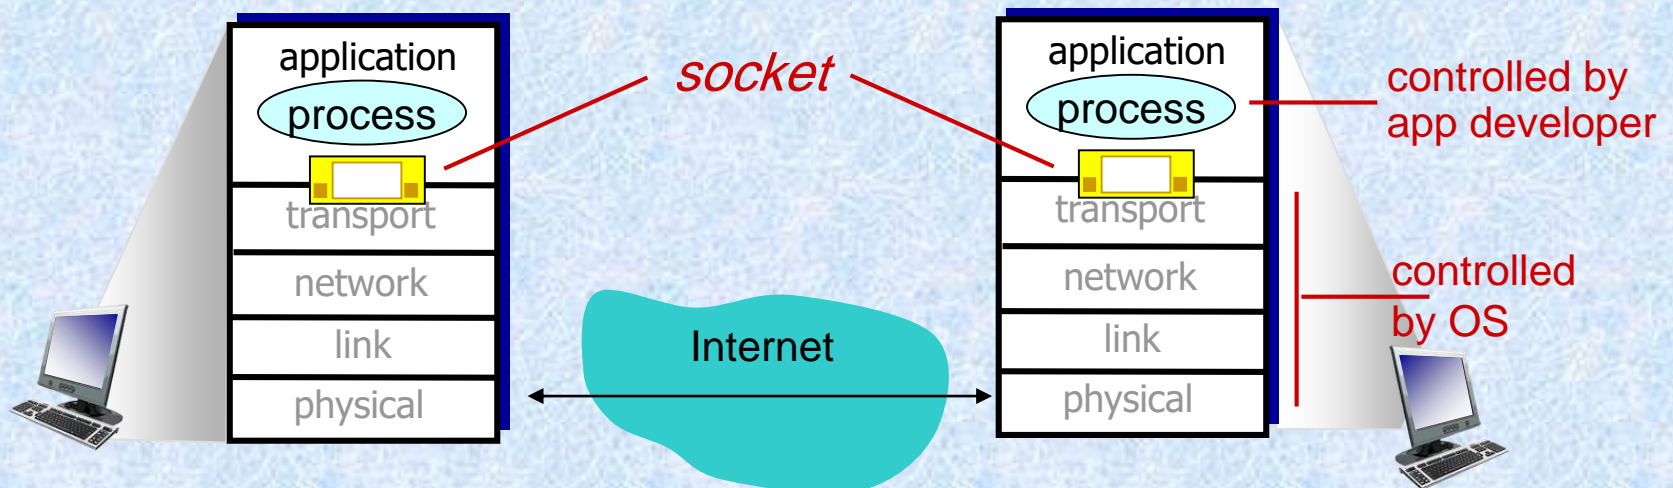 application
process
transport
network
link
physical
socket
Internet
application
process
transport
network
link
physical
controlled by
app developer
controlled
by OS